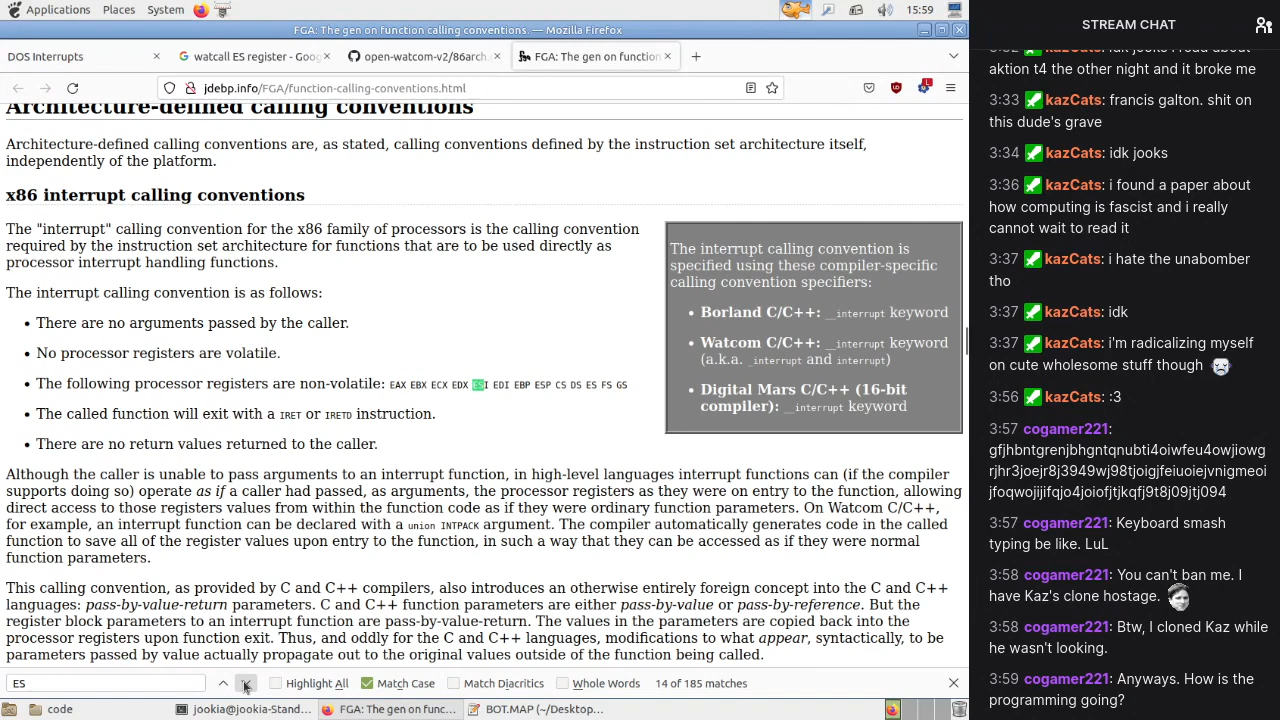 Applications Places System 15:59
FGA: The gen on function calling conventions. — Mozilla Firefox
DOS Interrupts
watcall ES register - Goog
open-watcom-v2/86arch
FGA: The gen on function
jdebp.info/FGA/function-calling-conventions.html
Architecture-defined calling conventions
Architecture-defined calling conventions are, as stated, calling conventions defined by the instruction set architecture itself,
independently of the platform.
x86 interrupt calling conventions
The "interrupt" calling convention for the x86 family of processors is the calling convention
required by the instruction set architecture for functions that are to be used directly as
processor interrupt handling functions.
The interrupt calling convention is as follows:
• There are no arguments passed by the caller.
• No processor registers are volatile.
• The following processor registers are non-volatile: EAX EBX ECX EDX ESI EDI EBP ESP CS DS ES FS GS
• The called function will exit with a IRET or IRETD instruction.
• There are no return values returned to the caller.
The interrupt calling convention is
specified using these compiler-specific
calling convention specifiers:
• Borland C/C++: __interrupt keyword
• Watcom C/C++: __interrupt keyword
(a.k.a. _interrupt and interrupt)
• Digital Mars C/C++ (16-bit
compiler): __interrupt keyword
Although the caller is unable to pass arguments to an interrupt function, in high-level languages interrupt functions can (if the compiler
supports doing so) operate as if a caller had passed, as arguments, the processor registers as they were on entry to the function, allowing
direct access to those registers values from within the function code as if they were ordinary function parameters. On Watcom C/C++,
for example, an interrupt function can be declared with a union INTPACK argument. The compiler automatically generates code in the called
function to save all of the register values upon entry to the function, in such a way that they can be accessed as if they were normal
function parameters.
This calling convention, as provided by C and C++ compilers, also introduces an otherwise entirely foreign concept into the C and C++
languages: pass-by-value-return parameters. C and C++ function parameters are either pass-by-value or pass-by-reference. But the
register block parameters to an interrupt function are pass-by-value-return. The values in the parameters are copied back into the
processor registers upon function exit. Thus, and oddly for the C and C++ languages, modifications to what appear, syntactically, to be
parameters passed by value actually propagate out to the original values outside of the function being called.
ES
Highlight All Match Case Match Diacritics Whole Words 14 of 185 matches
code
jookia@jookia-Stand...
FGA: The gen on func...
BOT.MAP (~/Desktop...
STREAM CHAT
3:32 kazCats: idk jooks i read about
aktion t4 the other night and it broke me
3:33 kazCats: francis galton. shit on
this dude's grave
3:34 kazCats: idk jooks
3:36 kazCats: i found a paper about
how computing is fascist and i really
cannot wait to read it
3:37 kazCats: i hate the unabomber
tho
3:37 kazCats: idk
3:37 kazCats: i'm radicalizing myself
on cute wholesome stuff though
3:56 kazCats: :3
3:57 cogamer221:
gfjhbntgrenjbhgntqnubti4oiwfeu4owjiowg
rjhr3joejr8j3949wj98tjoigjfeiuoiejvnigmeoi
jfoqwojijifqjo4joiofjtjkqfj9t8j09jtj094
3:57 cogamer221: Keyboard smash
typing be like. LuL
3:58 cogamer221: You can't ban me. I
have Kaz's clone hostage.
3:58 cogamer221: Btw, I cloned Kaz while
he wasn't looking.
3:59 cogamer221: Anyways. How is the
programming going?